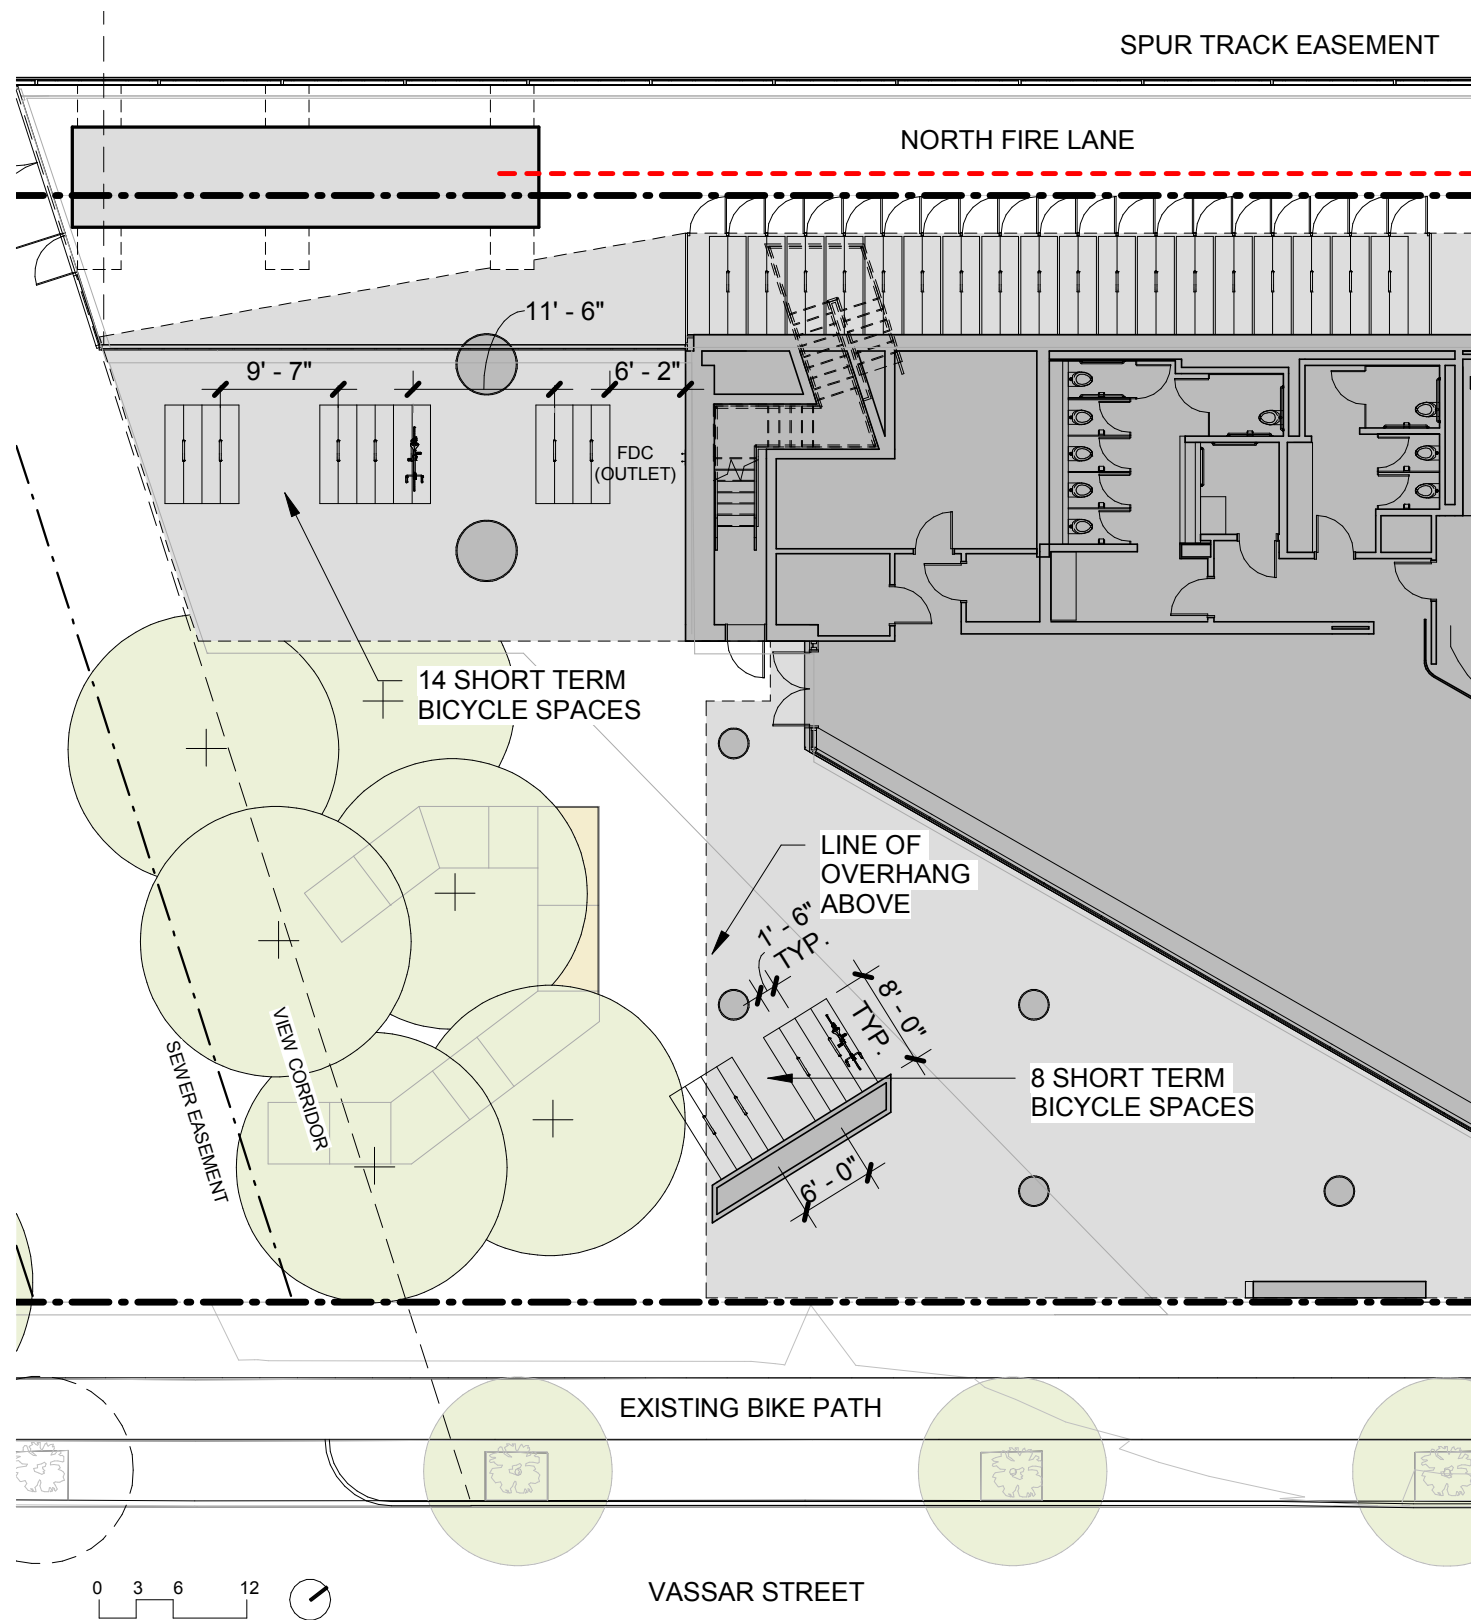 SPUR TRACK EASEMENT
NORTH FIRE LANE
11' - 6"
9' - 7"
6' - 2"
FDC
(OUTLET)
14 SHORT TERM
BICYCLE SPACES
LINE OF
OVERHANG
ABOVE
1' - 6"
TYP.
8' - 0"
TYP.
8 SHORT TERM
BICYCLE SPACES
6' - 0"
VIEW CORRIDOR
SEWER EASEMENT
EXISTING BIKE PATH
0 3 6 12
VASSAR STREET